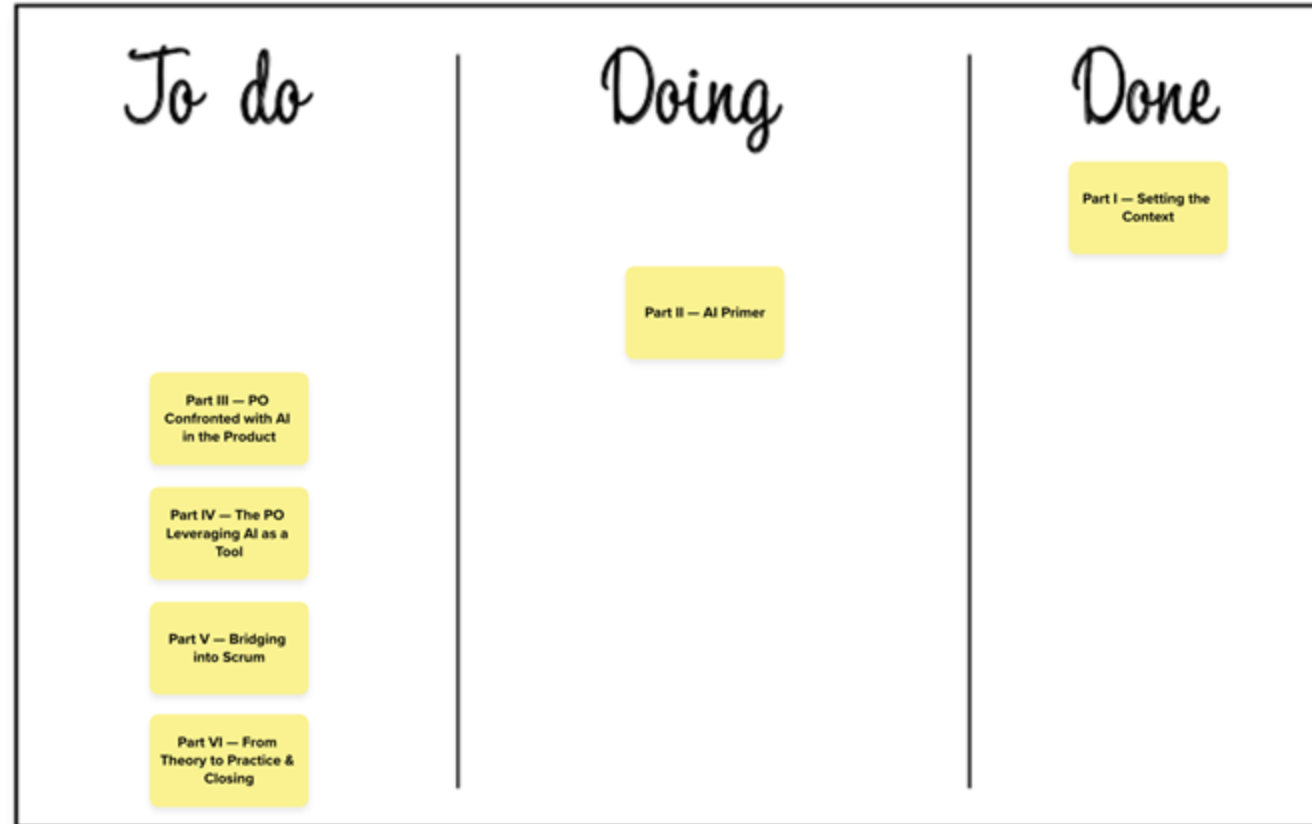 To do
Doing
Done
Part I — Setting the
Context
Part II — AI Primer
Part III — PO
Confronted with AI
in the Product
Part IV — The PO
Leveraging AI as a
Tool
Part V — Bridging
into Scrum
Part VI — From
Theory to Practice &
Closing